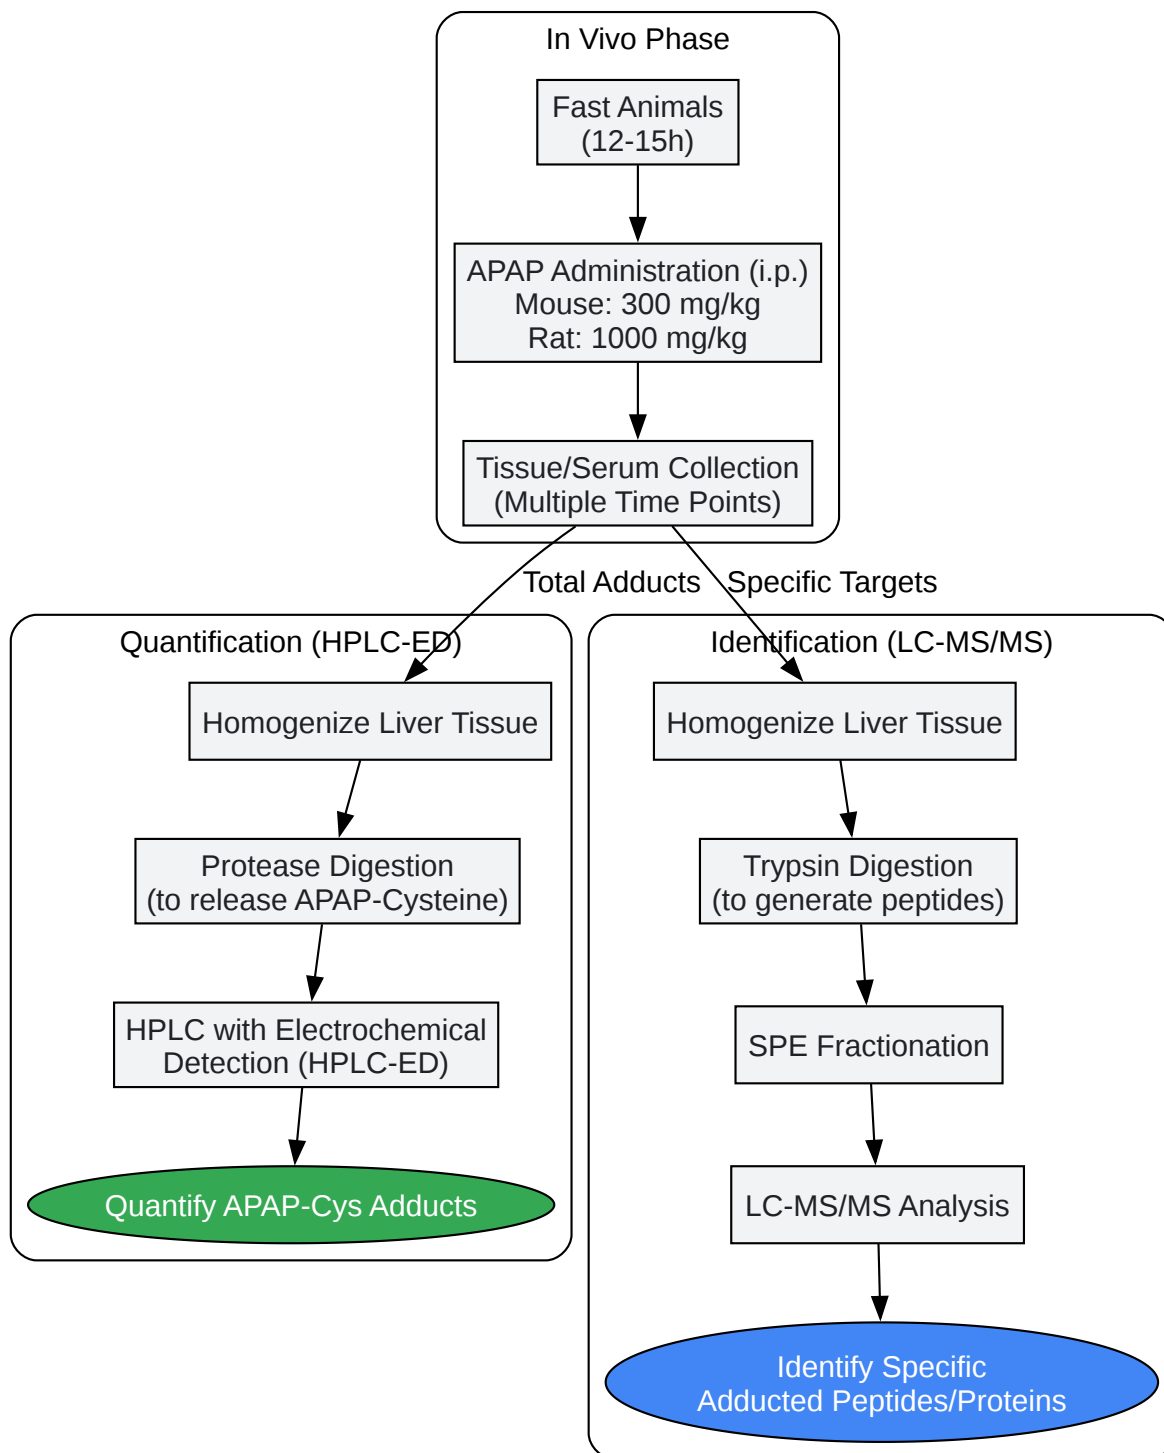 In Vivo Phase
Fast Animals
(12-15h)
APAP Administration (i.p.)
Mouse: 300 mg/kg
Rat: 1000 mg/kg
Tissue/Serum Collection
(Multiple Time Points)
Total Adducts
Specific Targets
Quantification (HPLC-ED)
Homogenize Liver Tissue
Protease Digestion
(to release APAP-Cysteine)
HPLC with Electrochemical
Detection (HPLC-ED)
Quantify APAP-Cys Adducts
Identification (LC-MS/MS)
Homogenize Liver Tissue
Trypsin Digestion
(to generate peptides)
SPE Fractionation
LC-MS/MS Analysis
Identify Specific
Adducted Peptides/Proteins